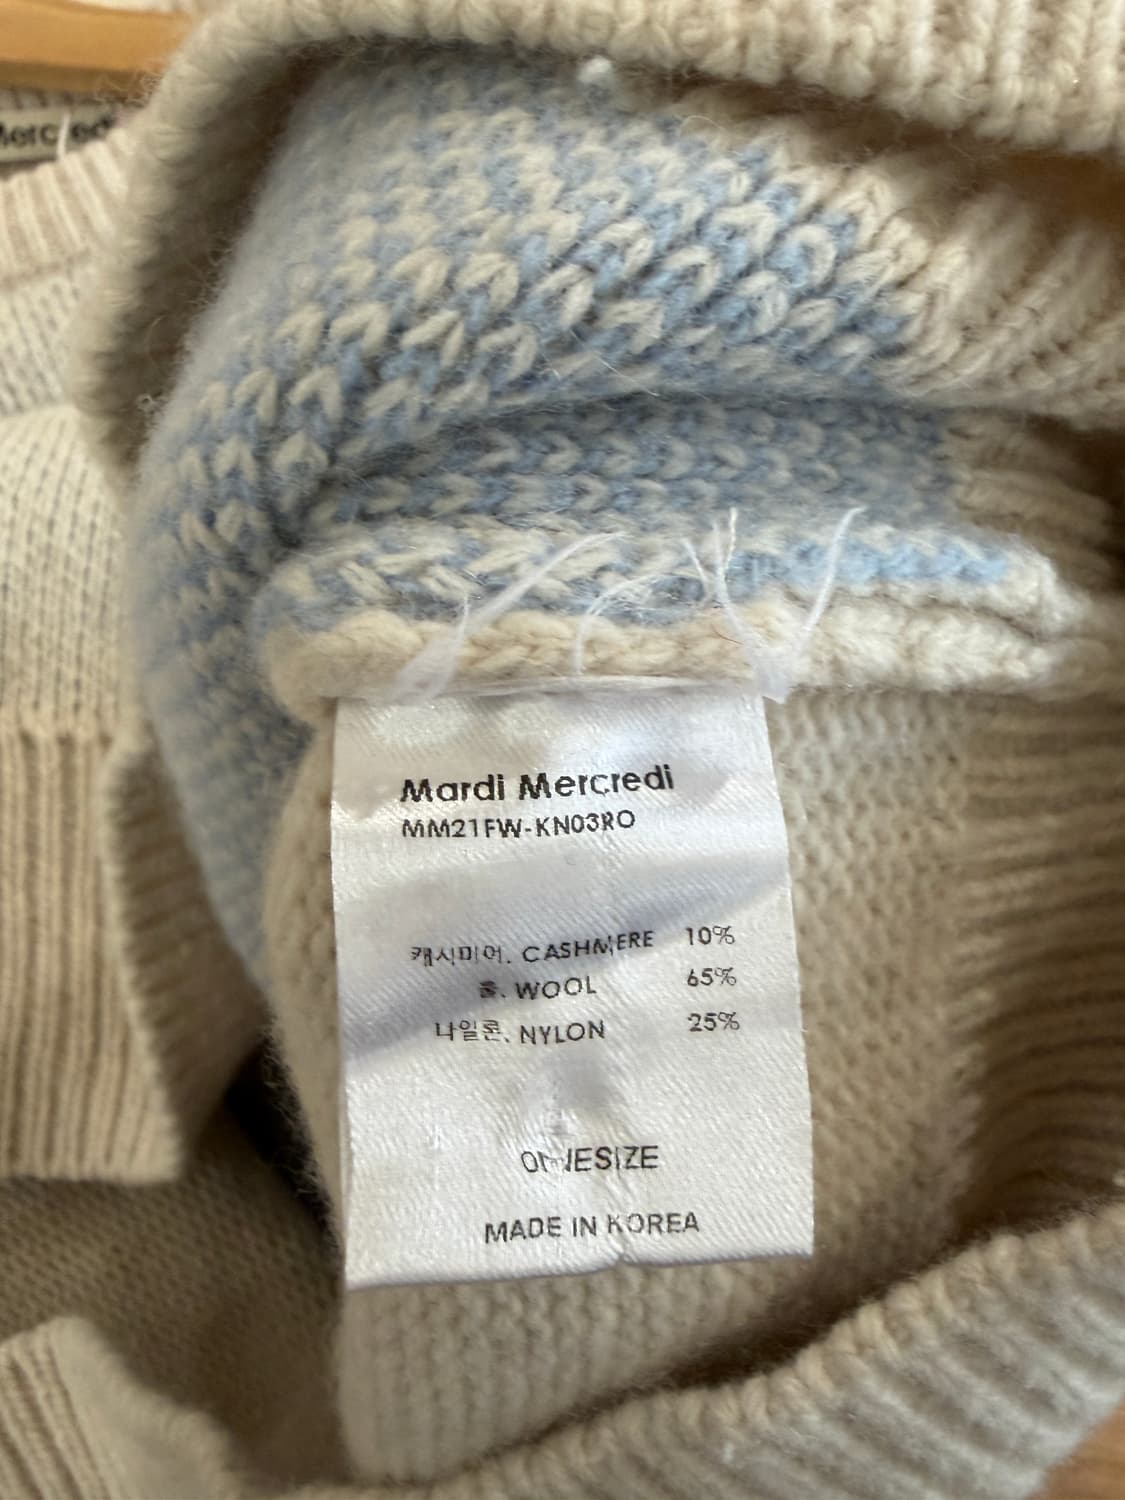 Mercredi
Mardi Mercredi
MM21FW-KN03RO
캐시미어. CASHMERE 10%
울. WOOL 65%
나일론. NYLON 25%
ONESIZE
MADE IN KOREA